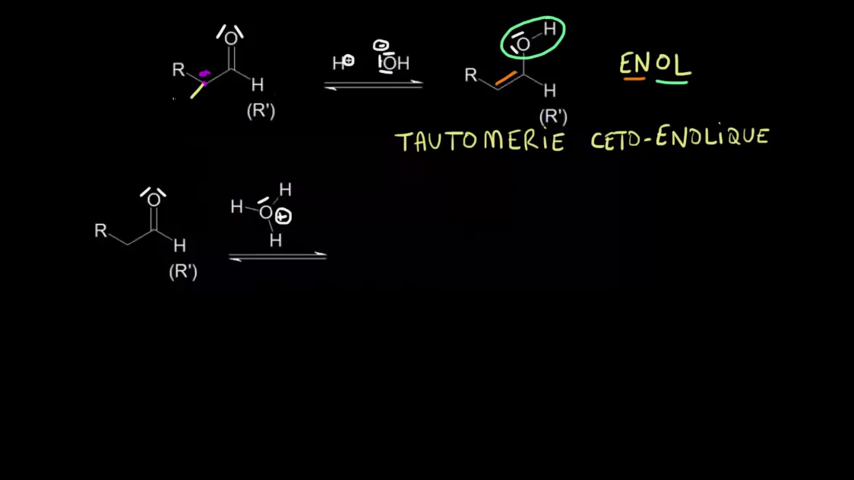 O
R
H
(R')
H⊕
⊖
OH
O
H
R
H
(R')
ENOL
TAUTOMERIE CETO-ENOLIQUE
O
R
H
(R')
H
H
O⊕
H